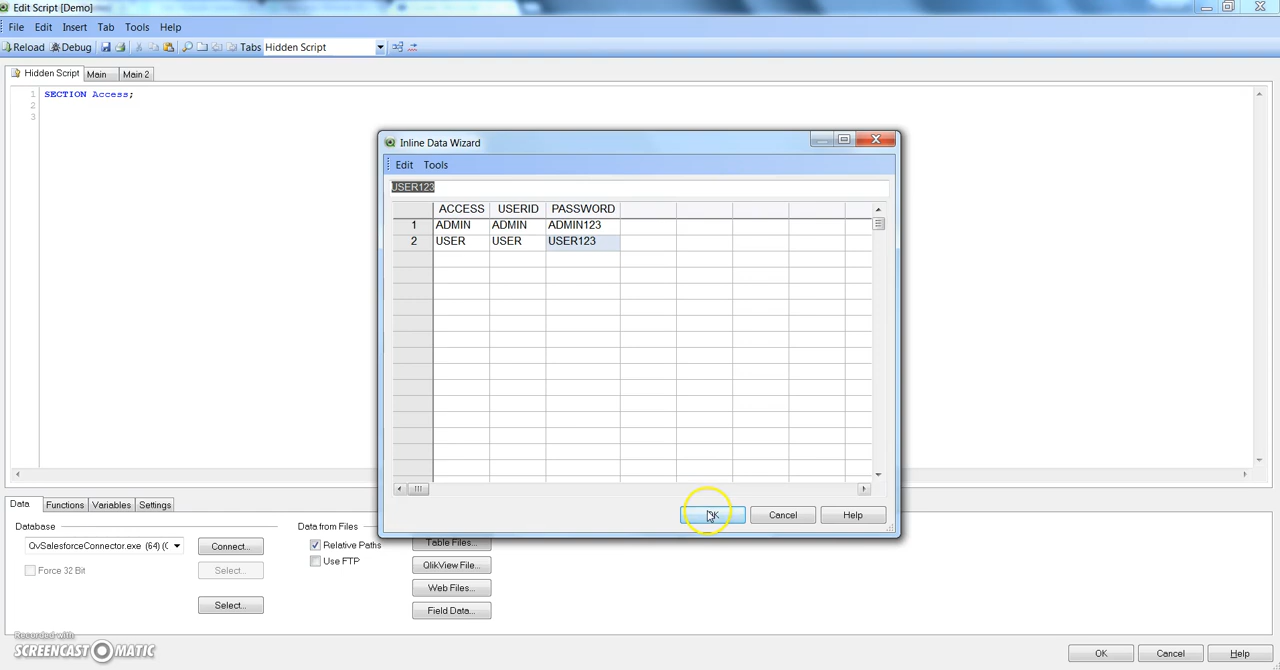 Edit Script [Demo]
File Edit Insert Tab Tools Help
Reload Debug Tabs Hidden Script
Hidden Script Main Main 2
1 SECTION Access;
2
3
Inline Data Wizard
Edit Tools
USER123
ACCESS USERID PASSWORD
1 ADMIN ADMIN ADMIN123
2 USER USER USER123
OK Cancel Help
Data Functions Variables Settings
Database Data from Files
QvSalesforceConnector.exe (64) ( Connect... Relative Paths Table Files...
Force 32 Bit Select... Use FTP QlikView File...
Web Files...
Select... Field Data...
Recorded with
SCREENCAST MATIC
OK Cancel Help